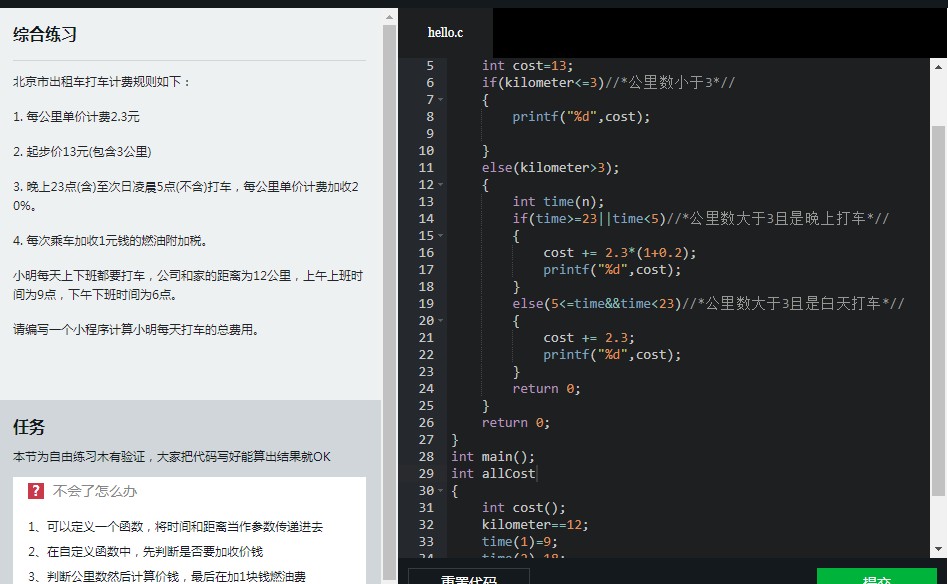 综合练习
北京市出租车打车计费规则如下：
1. 每公里单价计费2.3元
2. 起步价13元(包含3公里)
3. 晚上23点(含)至次日凌晨5点(不含)打车，每公里单价计费加收2
0%。
4. 每次乘车加收1元钱的燃油附加税。
小明每天上下班都要打车，公司和家的距离为12公里，上午上班时
间为9点，下午下班时间为6点。
请编写一个小程序计算小明每天打车的总费用。
任务
本节为自由练习木有验证，大家把代码写好能算出结果就OK
? 不会了怎么办
1、可以定义一个函数，将时间和距离当作参数传递进去
2、在自定义函数中，先判断是否要加收价钱
3、判断公里数然后计算价钱，最后在加1块钱燃油费
hello.c
5 int cost=13;
6 if(kilometer<=3)//*公里数小于3*//
7 {
8 printf("%d",cost);
9
10 }
11 else(kilometer>3);
12 {
13 int time(n);
14 if(time>=23||time<5)//*公里数大于3且是晚上打车*//
15 {
16 cost += 2.3*(1+0.2);
17 printf("%d",cost);
18 }
19 else(5<=time&&time<23)//*公里数大于3且是白天打车*//
20 {
21 cost += 2.3;
22 printf("%d",cost);
23 }
24 return 0;
25 }
26 return 0;
27 }
28 int main();
29 int allCost
30 {
31 int cost();
32 kilometer==12;
33 time(1)=9;
34 time(2)=18;
重置代码
提交